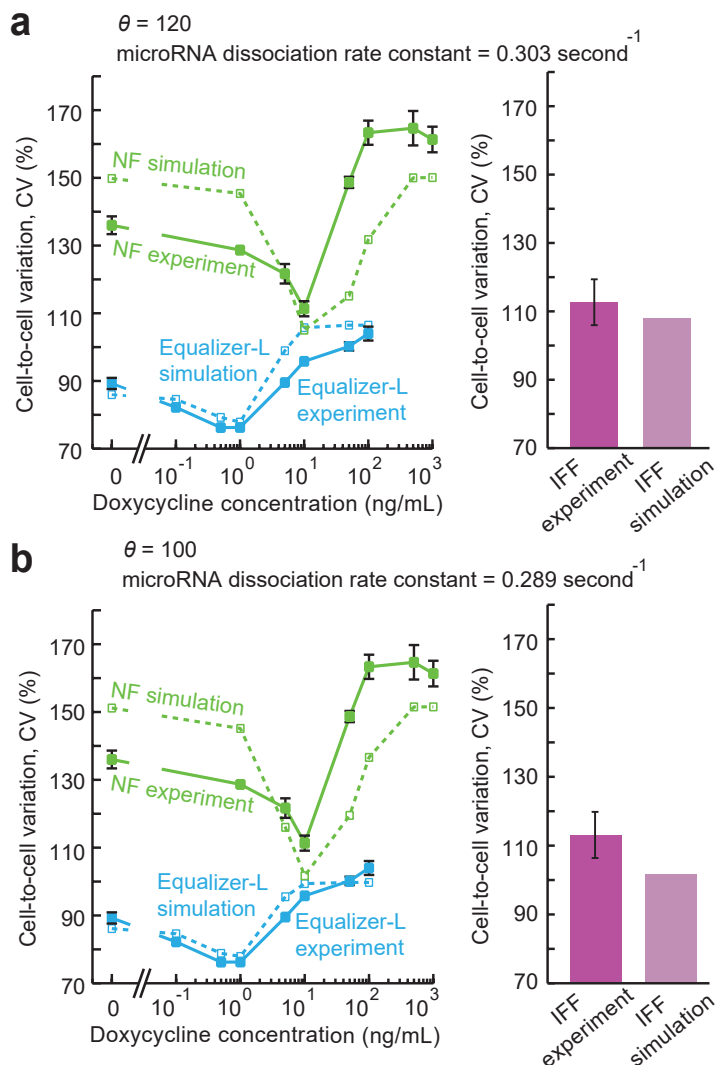 a
θ = 120
microRNA dissociation rate constant = 0.303 second-1
Cell-to-cell variation, CV (%)
170
150
130
110
90
70
NF simulation
NF experiment
Equalizer-L
simulation
Equalizer-L
experiment
0
10-1
100
101
102
103
Doxycycline concentration (ng/mL)
Cell-to-cell variation, CV (%)
170
150
130
110
90
70
IFF
experiment
IFF
simulation
b
θ = 100
microRNA dissociation rate constant = 0.289 second-1
Cell-to-cell variation, CV (%)
170
150
130
110
90
70
NF simulation
NF experiment
Equalizer-L
simulation
Equalizer-L
experiment
0
10-1
100
101
102
103
Doxycycline concentration (ng/mL)
Cell-to-cell variation, CV (%)
170
150
130
110
90
70
IFF
experiment
IFF
simulation